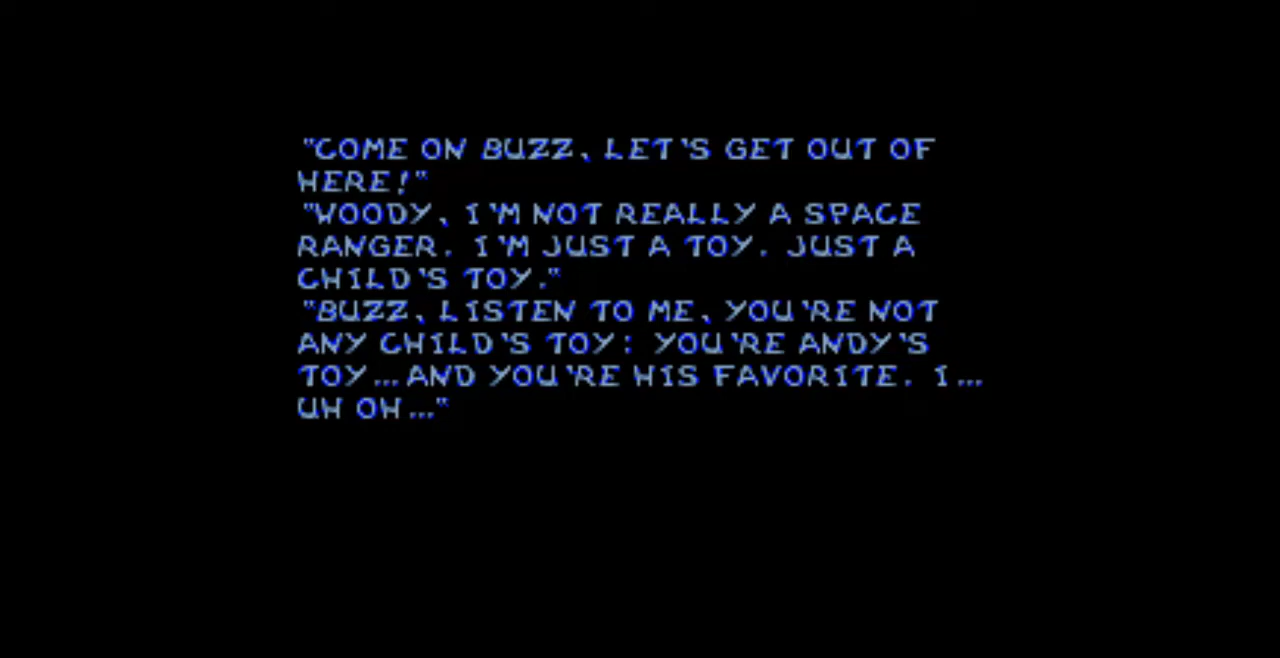 "COME ON BUZZ, LET'S GET OUT OF
HERE!"
"WOODY, I'M NOT REALLY A SPACE
RANGER. I'M JUST A TOY. JUST A
CHILD'S TOY."
"BUZZ, LISTEN TO ME, YOU'RE NOT
ANY CHILD'S TOY: YOU'RE ANDY'S
TOY...AND YOU'RE HIS FAVORITE. I...
UH OH..."